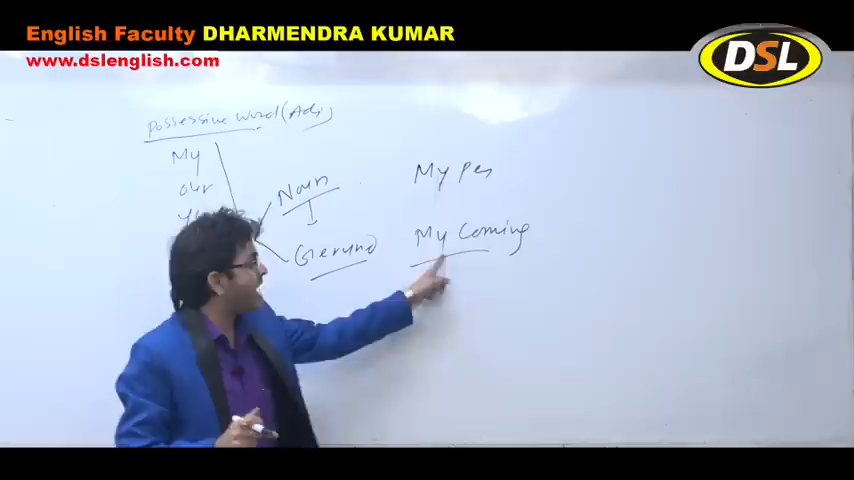 English Faculty DHARMENDRA KUMAR
www.dslenglish.com
DSL
Possessive word (Adj)
My
our
Noun
Gerund
My pen
My Coming